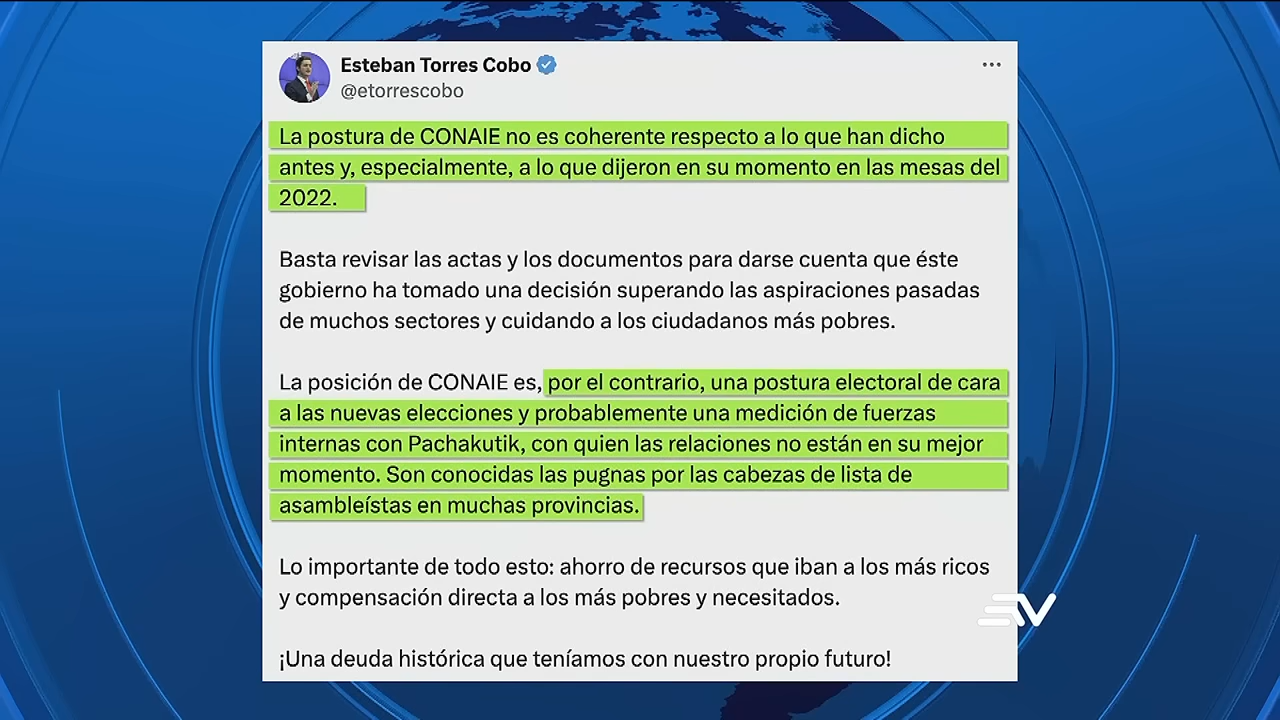 Esteban Torres Cobo
@etorrescobo
La postura de CONAIE no es coherente respecto a lo que han dicho
antes y, especialmente, a lo que dijeron en su momento en las mesas del
2022.
Basta revisar las actas y los documentos para darse cuenta que éste
gobierno ha tomado una decisión superando las aspiraciones pasadas
de muchos sectores y cuidando a los ciudadanos más pobres.
La posición de CONAIE es, por el contrario, una postura electoral de cara
a las nuevas elecciones y probablemente una medición de fuerzas
internas con Pachakutik, con quien las relaciones no están en su mejor
momento. Son conocidas las pugnas por las cabezas de lista de
asambleístas en muchas provincias.
Lo importante de todo esto: ahorro de recursos que iban a los más ricos
y compensación directa a los más pobres y necesitados.
¡Una deuda histórica que teníamos con nuestro propio futuro!